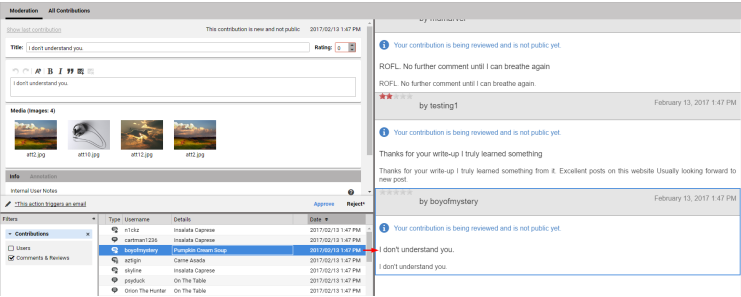 Moderation All Contributions
Show last contribution This contribution is new and not public 2017/02/13 1:47 PM
Title: I don't understand you. Rating: 0
B I
I don't understand you.
Media (Images: 4)
att2.jpg att10.jpg att12.jpg att2.jpg
Info Annotation
Internal User Notes
*This action triggers an email Approve Reject*
Filters
Contributions x
Users
Comments & Reviews
Type Username Details Date
n1ckz Insalata Caprese 2017/02/13 1:47 PM
cartman1236 Insalata Caprese 2017/02/13 1:47 PM
boyofmystery Pumpkin Cream Soup 2017/02/13 1:47 PM
eztigin Carne Asada 2017/02/13 1:47 PM
skyline Insalata Caprese 2017/02/13 1:47 PM
psyduck On The Table 2017/02/13 1:47 PM
Orion The Hunter On The Table 2017/02/13 1:47 PM
Your contribution is being reviewed and is not public yet.
ROFL. No further comment until I can breathe again
ROFL. No further comment until I can breathe again.
by testing1 February 13, 2017 1:47 PM
Your contribution is being reviewed and is not public yet.
Thanks for your write-up I truly learned something
Thanks for your write-up I truly learned something from it. Excellent posts on this website Usually looking forward to
new post.
by boyofmystery February 13, 2017 1:47 PM
Your contribution is being reviewed and is not public yet.
I don't understand you.
I don't understand you.